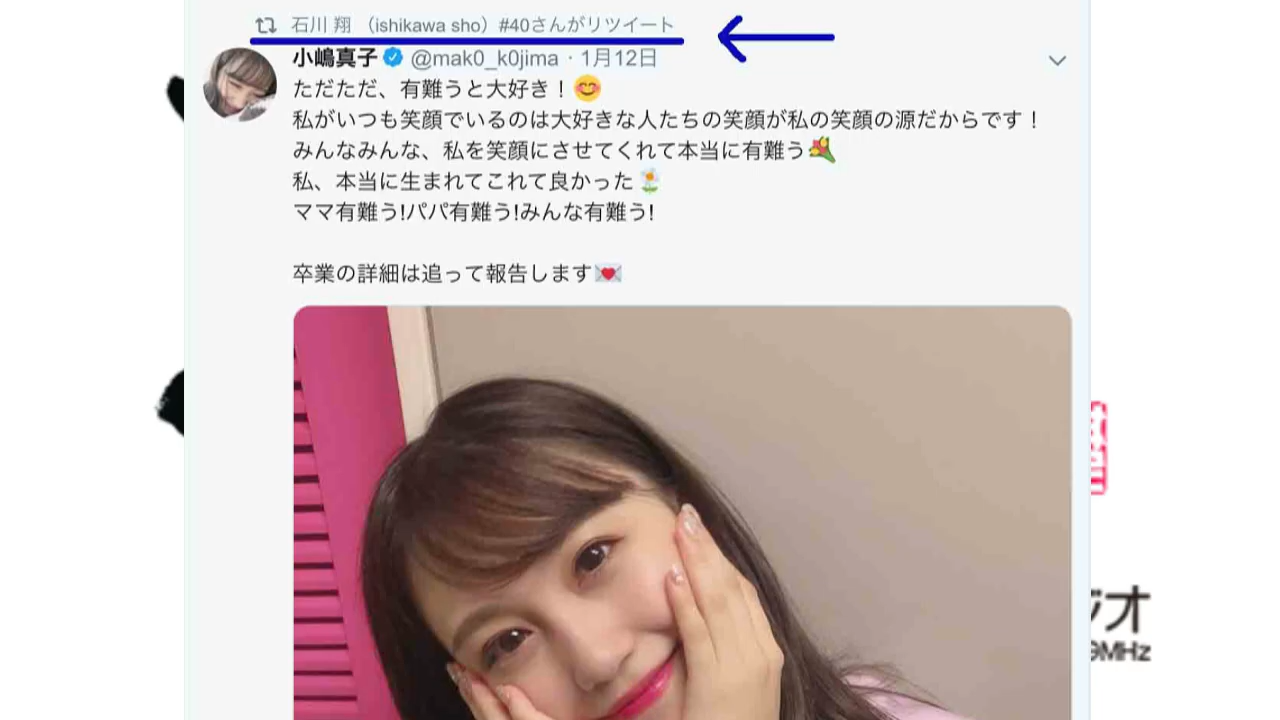 石川 翔 （ishikawa sho）#40さんがリツイート
小嶋真子 @mak0_k0jima · 1月12日
ただただ、有難うと大好き！😊
私がいつも笑顔でいるのは大好きな人たちの笑顔が私の笑顔の源だからです！
みんなみんな、私を笑顔にさせてくれて本当に有難う💐
私、本当に生まれてこれて良かった🌼
ママ有難う!パパ有難う!みんな有難う!
卒業の詳細は追って報告します💌
オ
MHz